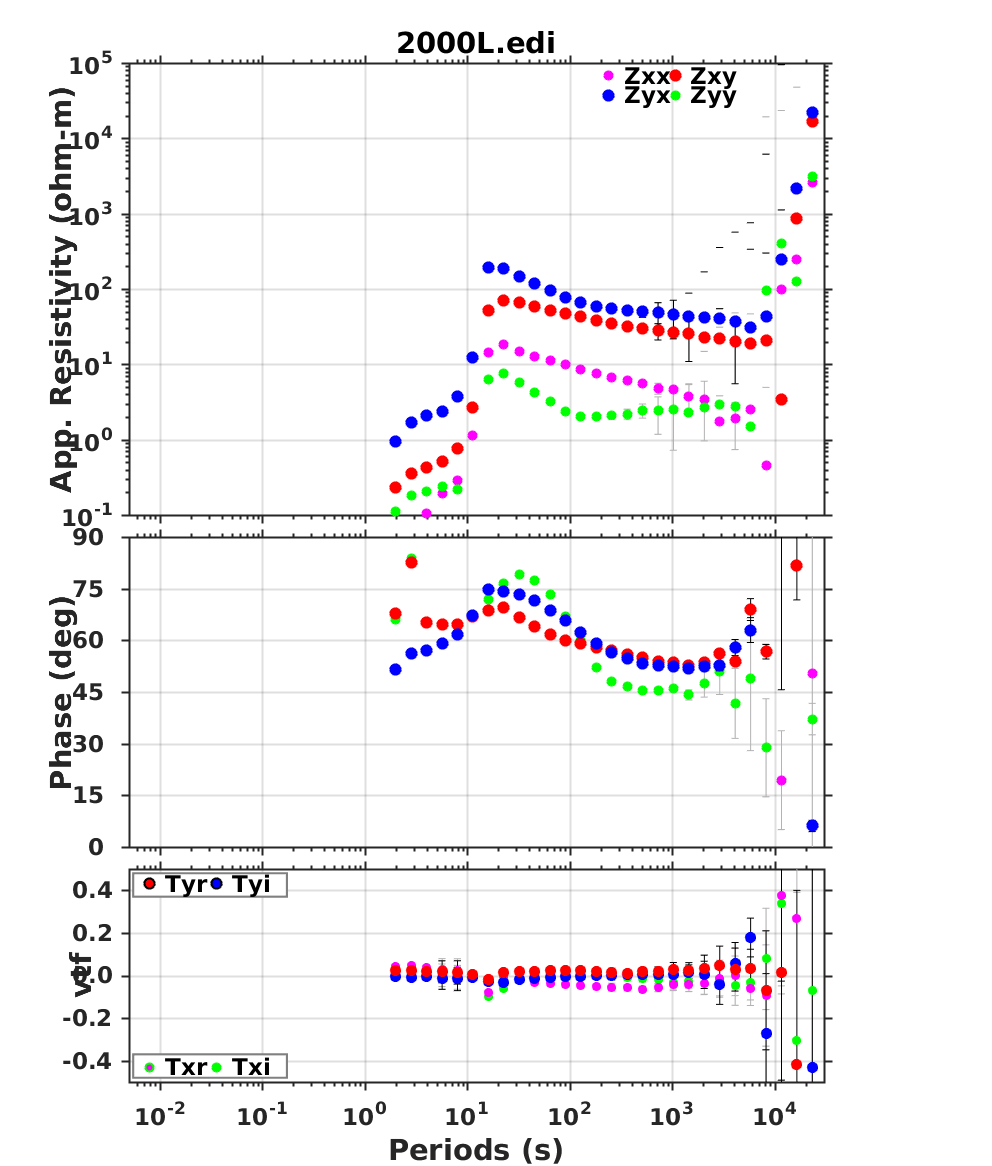 2000L.edi
Zxx Zxy
Zyx Zyy
App. Resistivity (ohm-m)
10^5
10^4
10^3
10^2
10^1
10^0
10^-1
Phase (deg)
90
75
60
45
30
15
0
vtf
0.4
0.2
0.0
-0.2
-0.4
Tyr Tyi
Txr Txi
10^-2 10^-1 10^0 10^1 10^2 10^3 10^4
Periods (s)